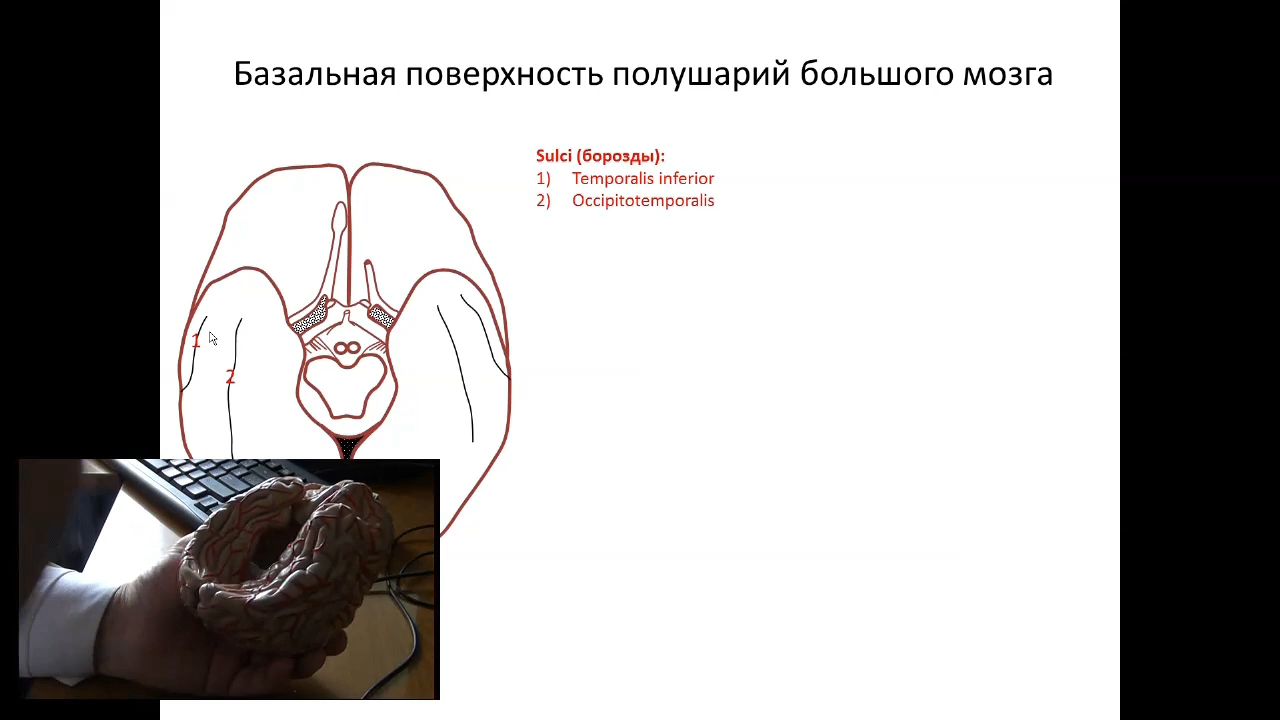 Базальная поверхность полушарий большого мозга
Sulci (борозды):
1) Temporalis inferior
2) Occipitotemporalis
1
2